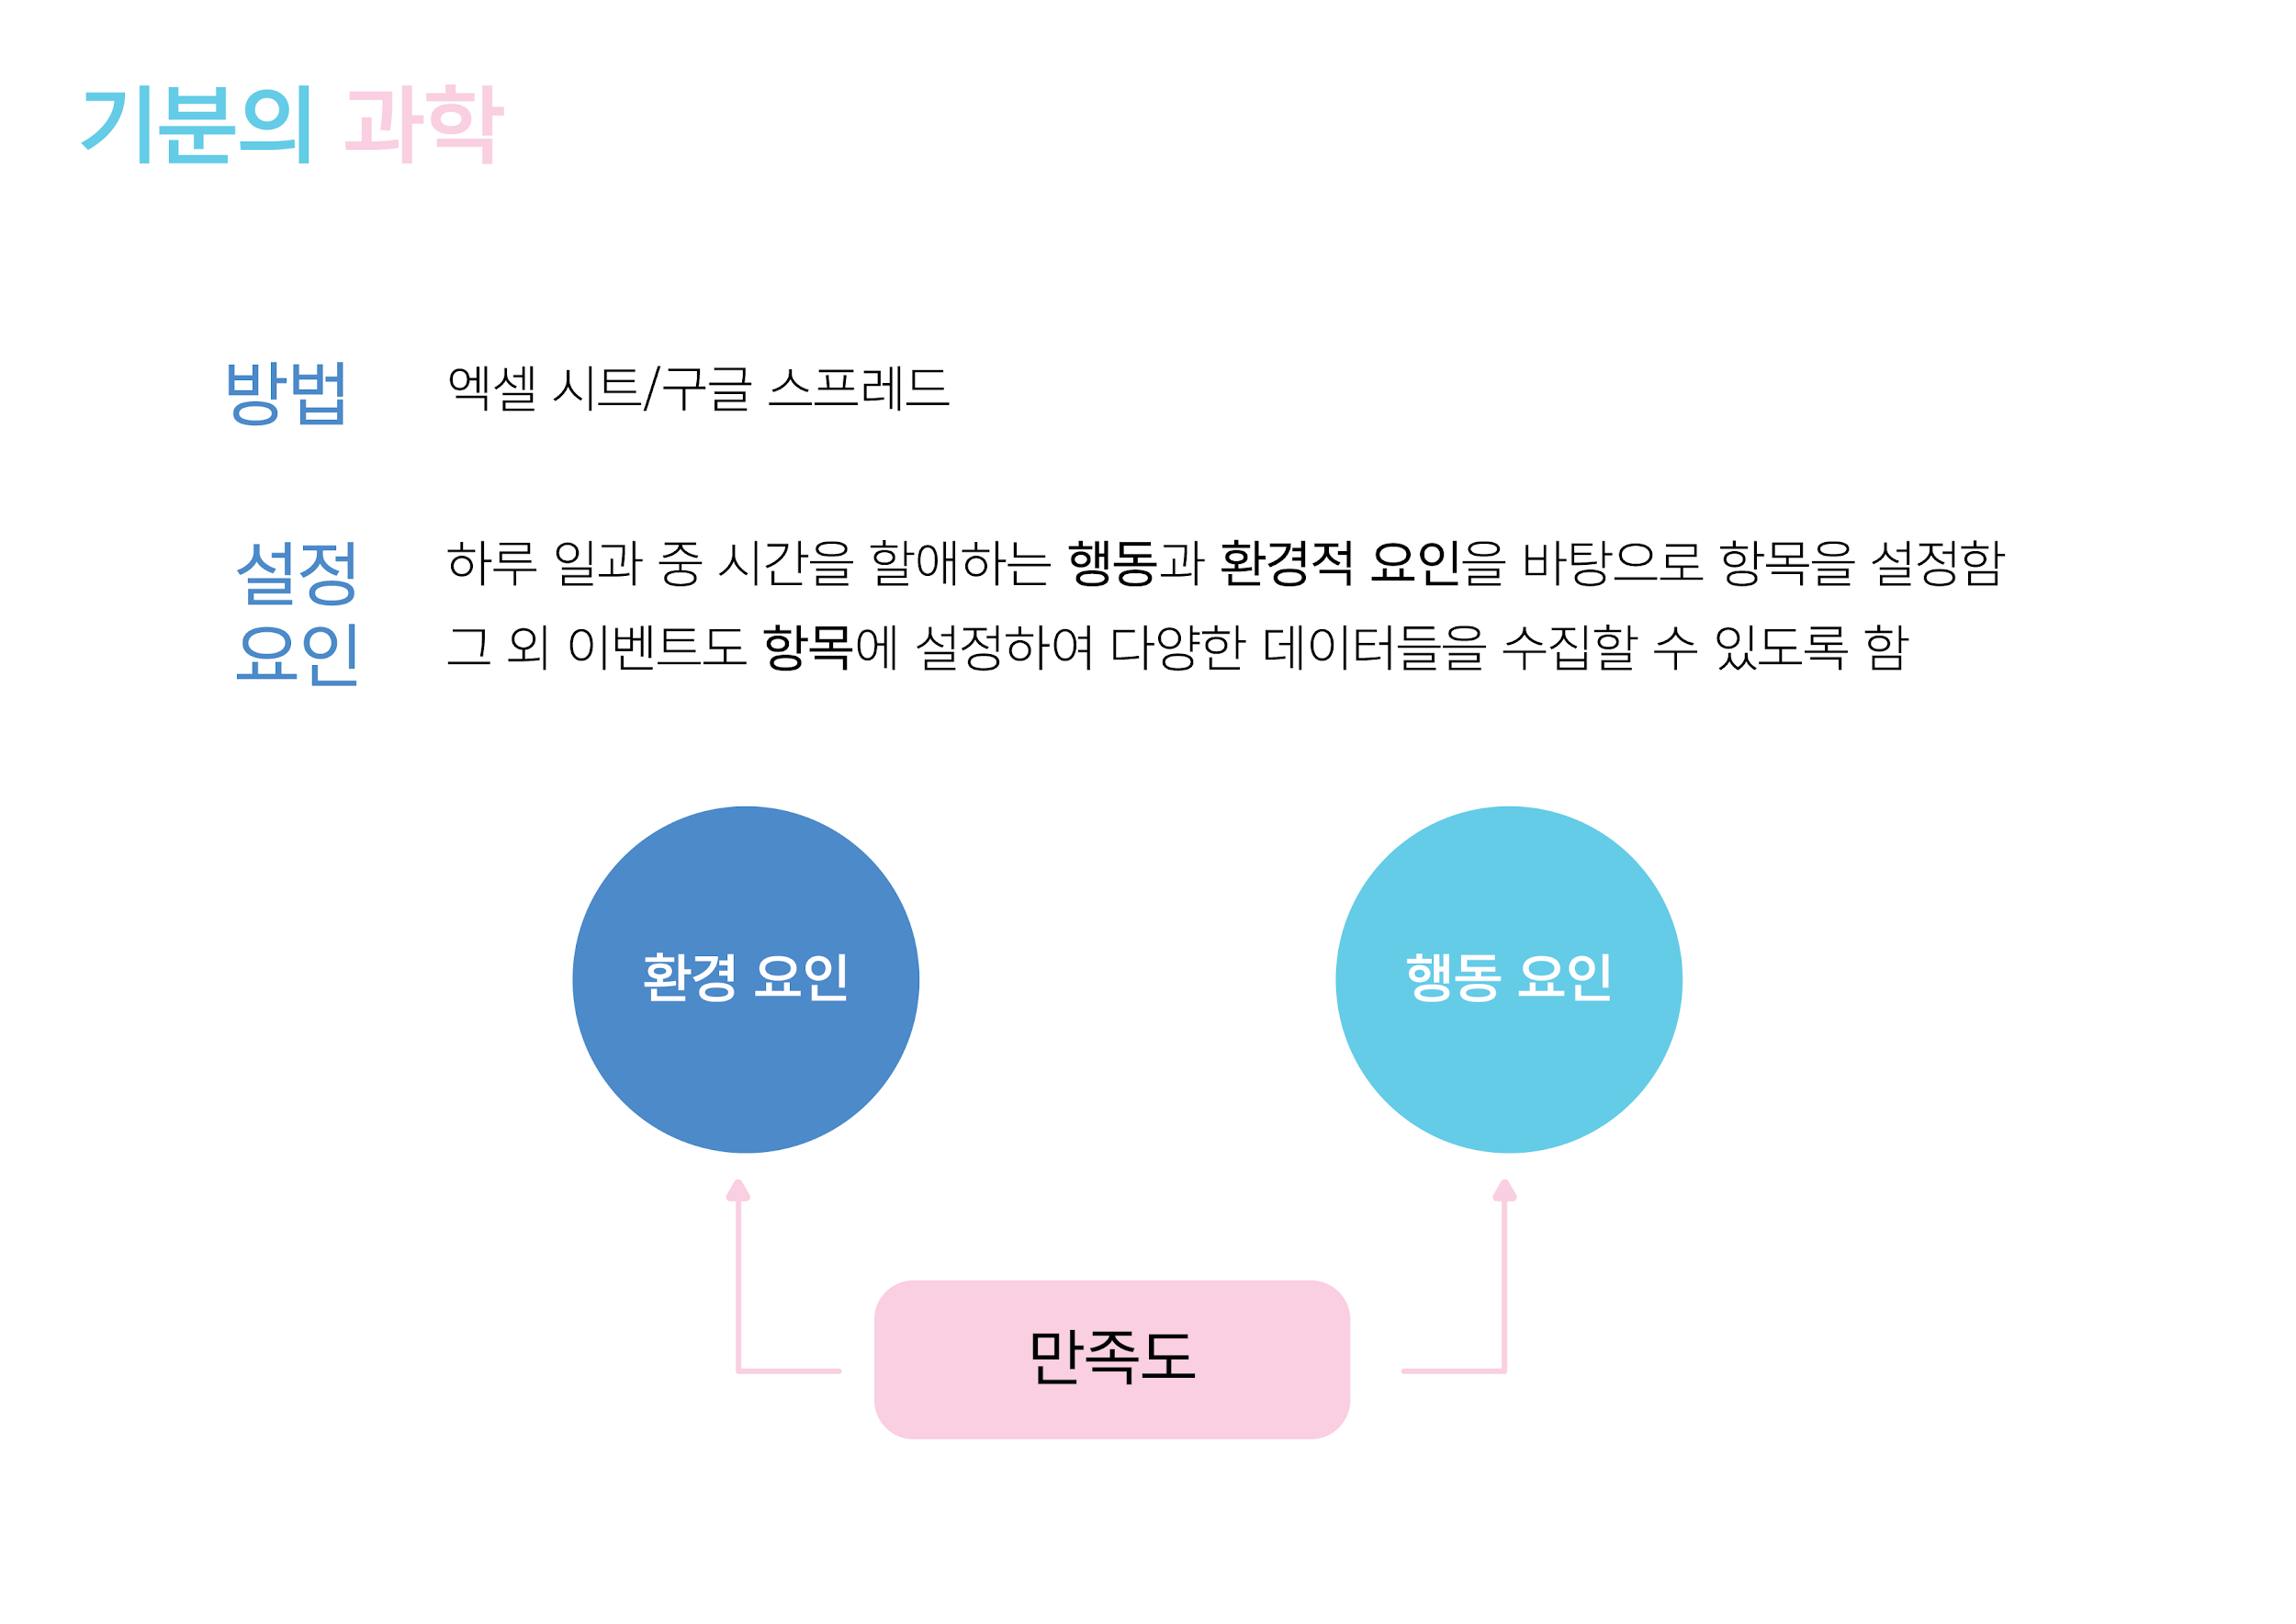 기분의 과학
방법
엑셀 시트/구글 스프레드
설정
요인
하루 일과 중 시간을 할애하는 행동과 환경적 요인을 바탕으로 항목을 설정함
그 외 이벤트도 항목에 설정하여 다양한 데이터들을 수집할 수 있도록 함
환경 요인
행동 요인
만족도